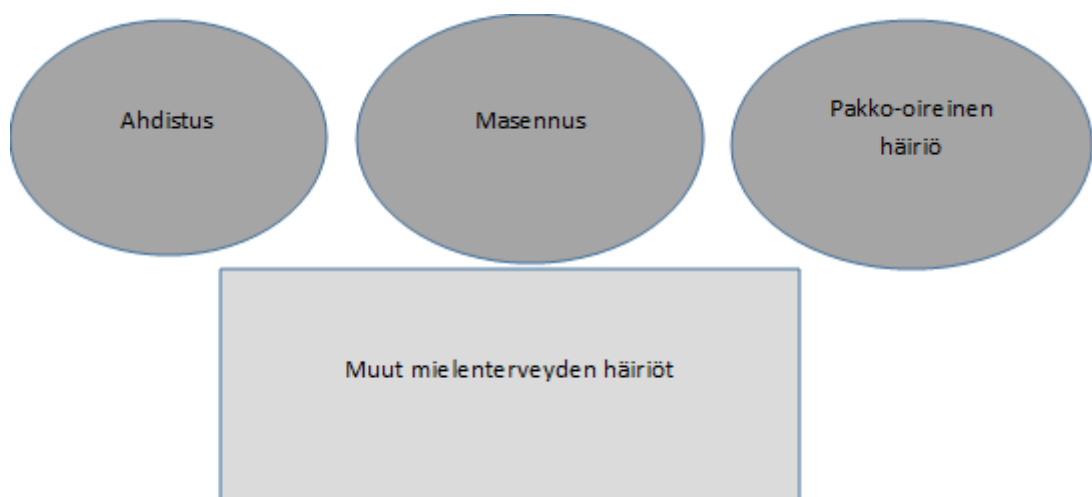 Ahdistus
Masennus
Pakko-oireinen
häiriö
Muut mielenterveyden häiriöt